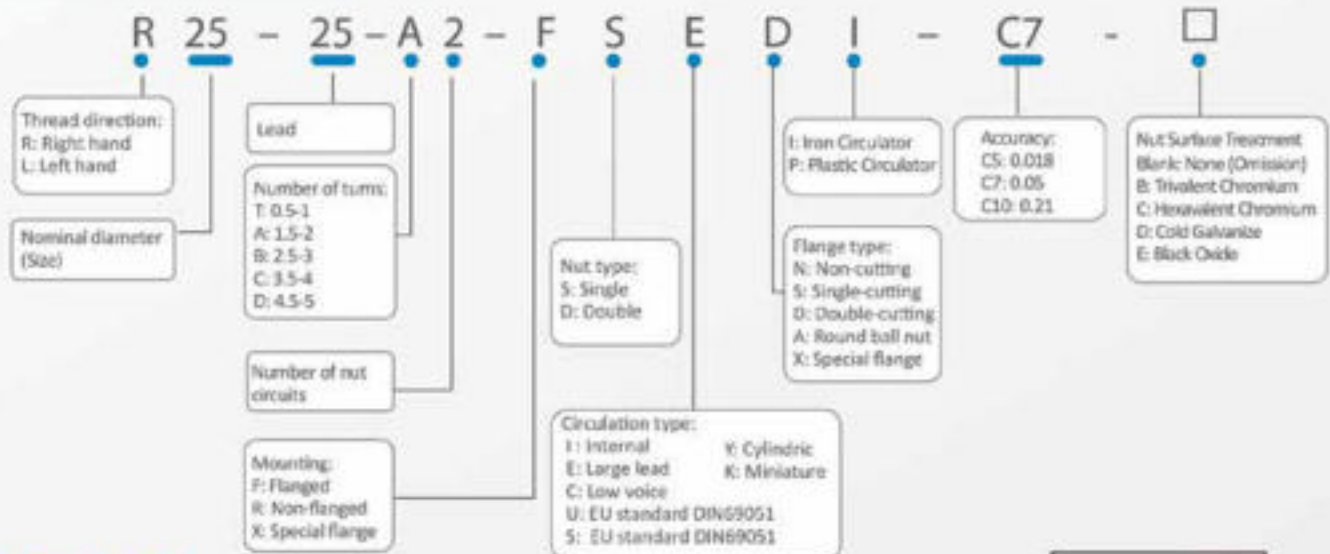 R 25 – 25 – A 2 – F S E D I – C7 - □
Thread direction:
R: Right hand
L: Left hand
Nominal diameter
(Size)
Lead
Number of turns:
T: 0.5-1
A: 1.5-2
B: 2.5-3
C: 3.5-4
D: 4.5-5
Number of nut
circuits
Mounting:
F: Flanged
R: Non-flanged
X: Special flange
Nut type:
S: Single
D: Double
Circulation type:
I: Internal
E: Large lead
C: Low voice
U: EU standard DIN69051
S: EU standard DIN69051
Y: Cylindric
K: Miniature
I: Iron Circulator
P: Plastic Circulator
Flange type:
N: Non-cutting
S: Single-cutting
D: Double-cutting
A: Round ball nut
X: Special flange
Accuracy:
C5: 0.018
C7: 0.05
C10: 0.21
Nut Surface Treatment
Blank: None (Omission)
B: Trivalent Chromium
C: Hexavalent Chromium
D: Cold Galvanize
E: Black Oxide